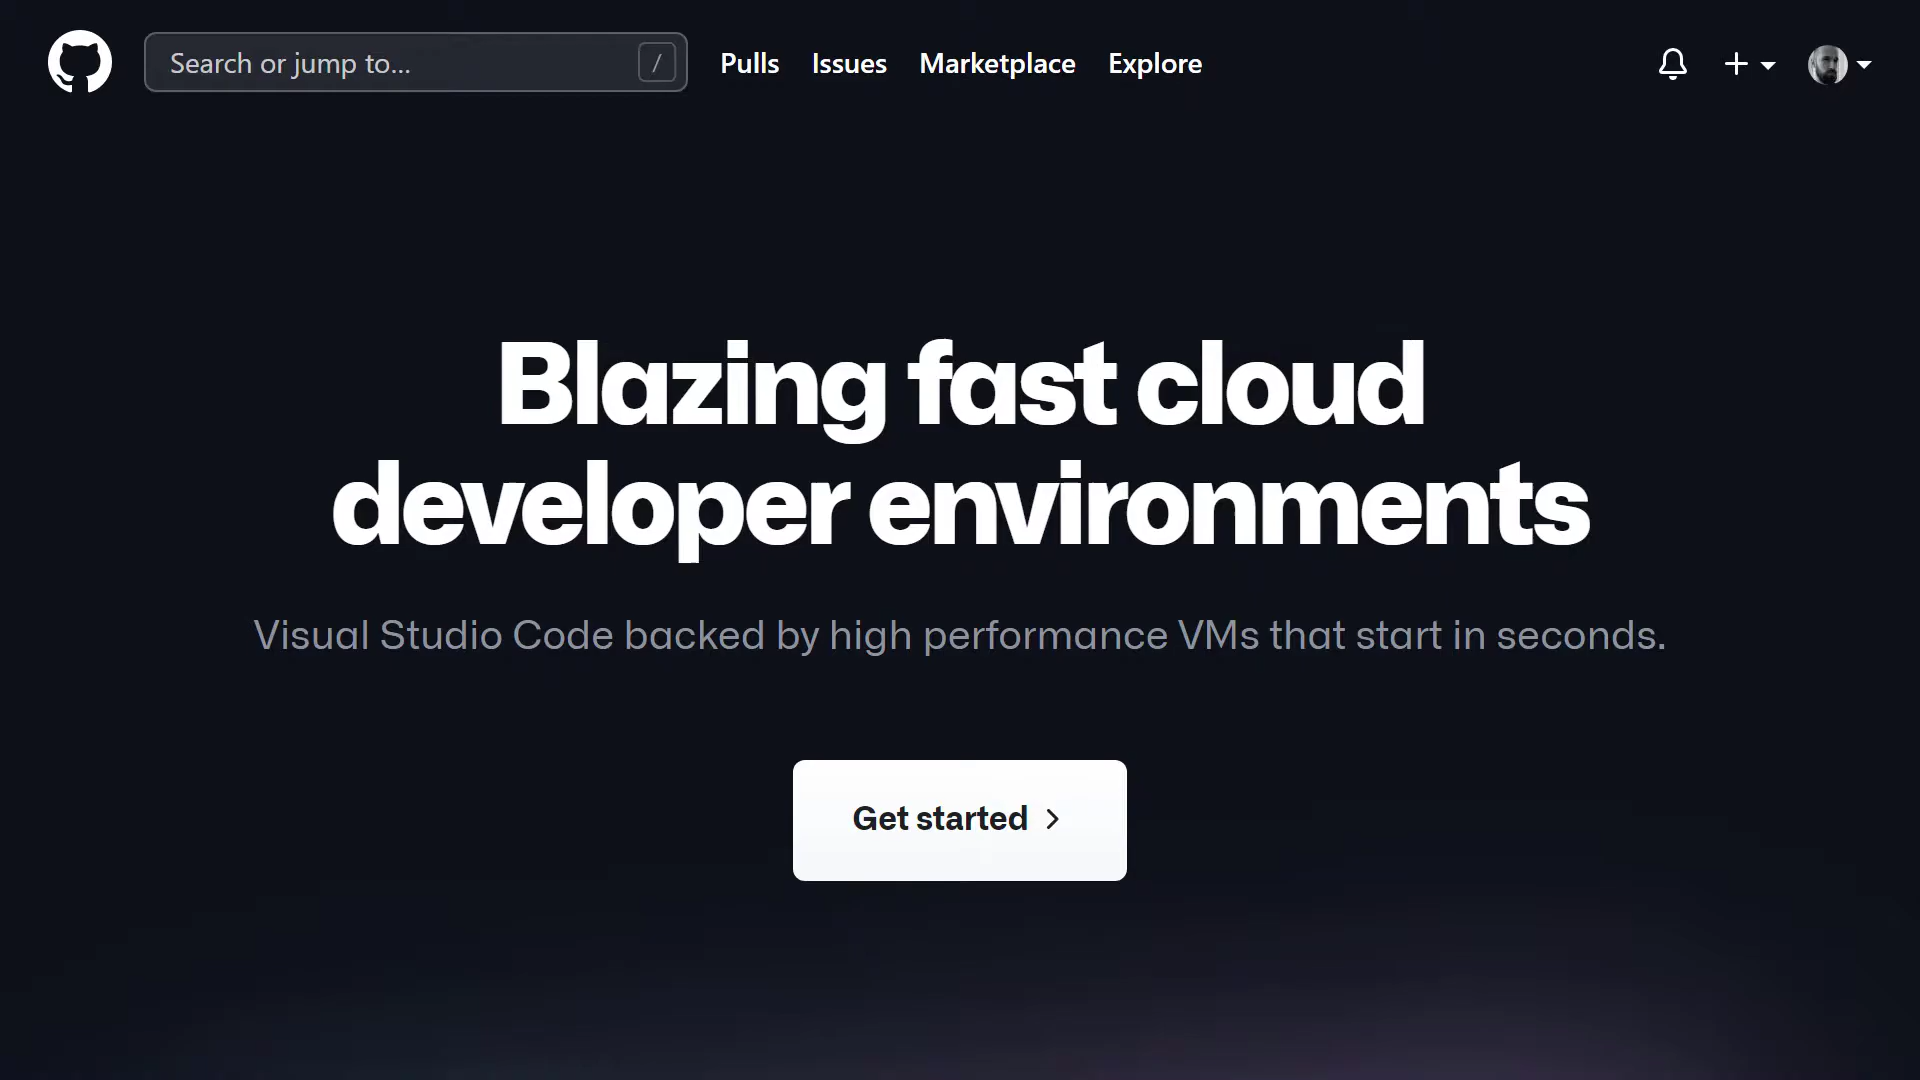 Search or jump to... /
Pulls
Issues
Marketplace
Explore
Blazing fast cloud
developer environments
Visual Studio Code backed by high performance VMs that start in seconds.
Get started